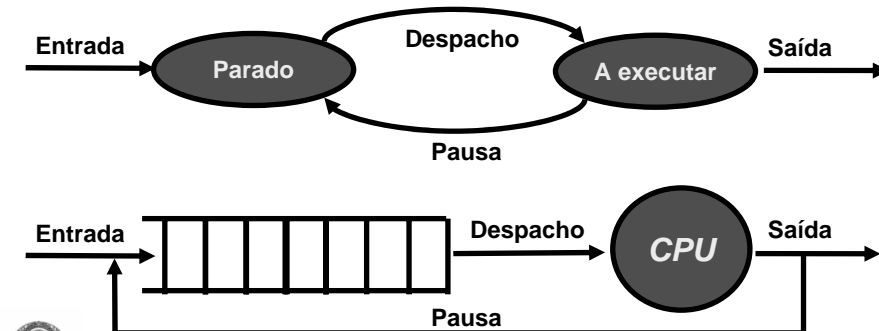 Entrada
Parado
Despacho
A executar
Saída
Pausa
Entrada
Despacho
CPU
Saída
Pausa